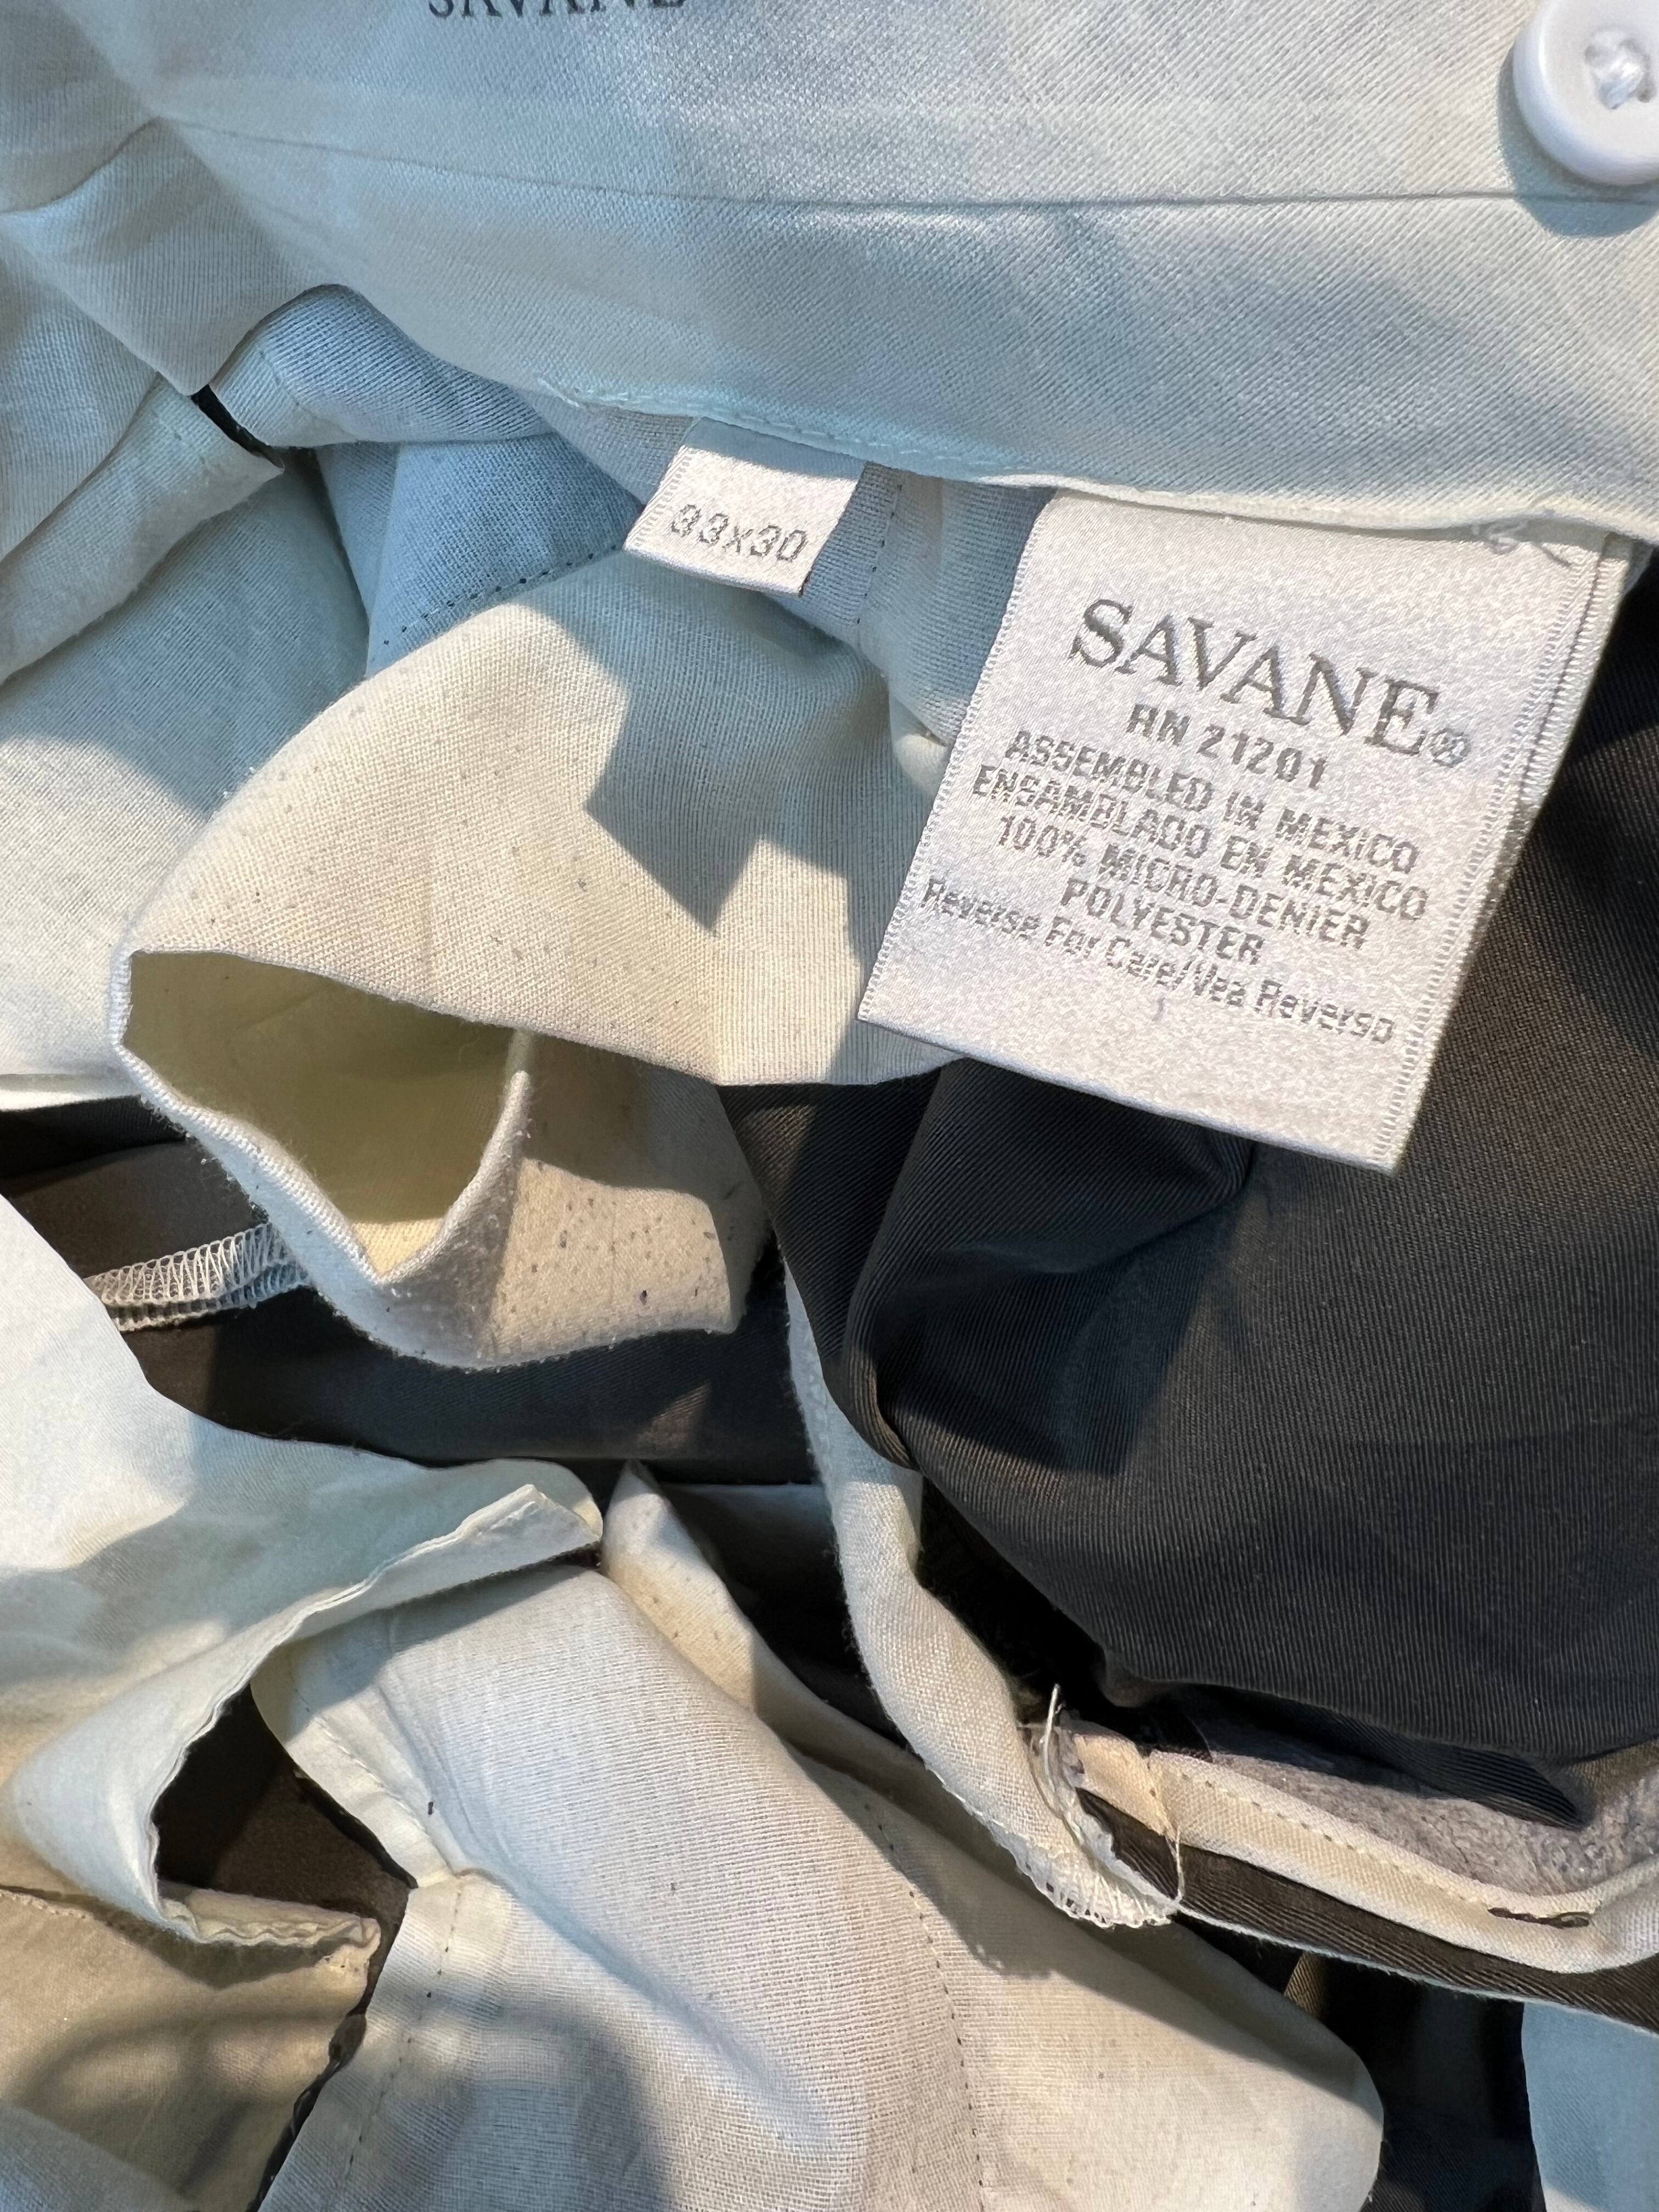 SAVANE
33x30
SAVANE®
RN 21201
ASSEMBLED IN MEXICO
ENSAMBLADO EN MEXICO
100% MICRO-DENIER
POLYESTER
Reverse For Care/Vea Reverso